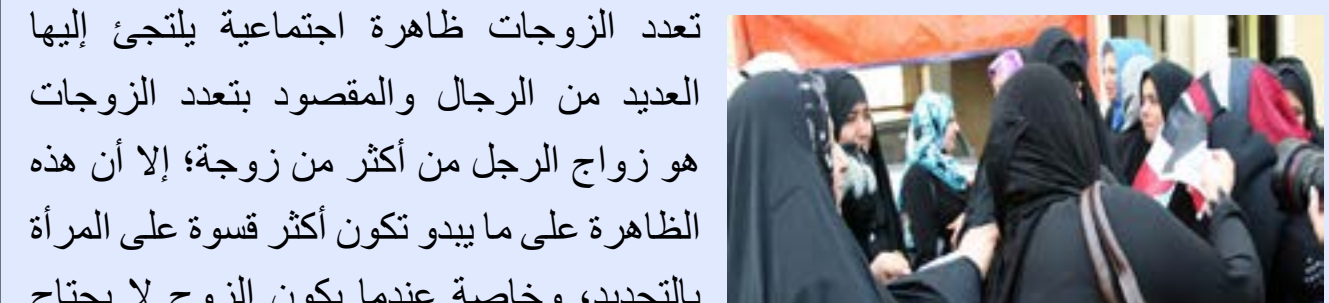 تعدد الزوجات ظاهرة اجتماعية يلتجئ إليها
العديد من الرجال والمقصود بتعدد الزوجات
هو زواج الرجل من أكثر من زوجة؛ إلا أن هذه
الظاهرة على ما يبدو تكون أكثر قسوة على المرأة
بالتحديد، وخاصة عندما يكون الزوج لا يحتاج